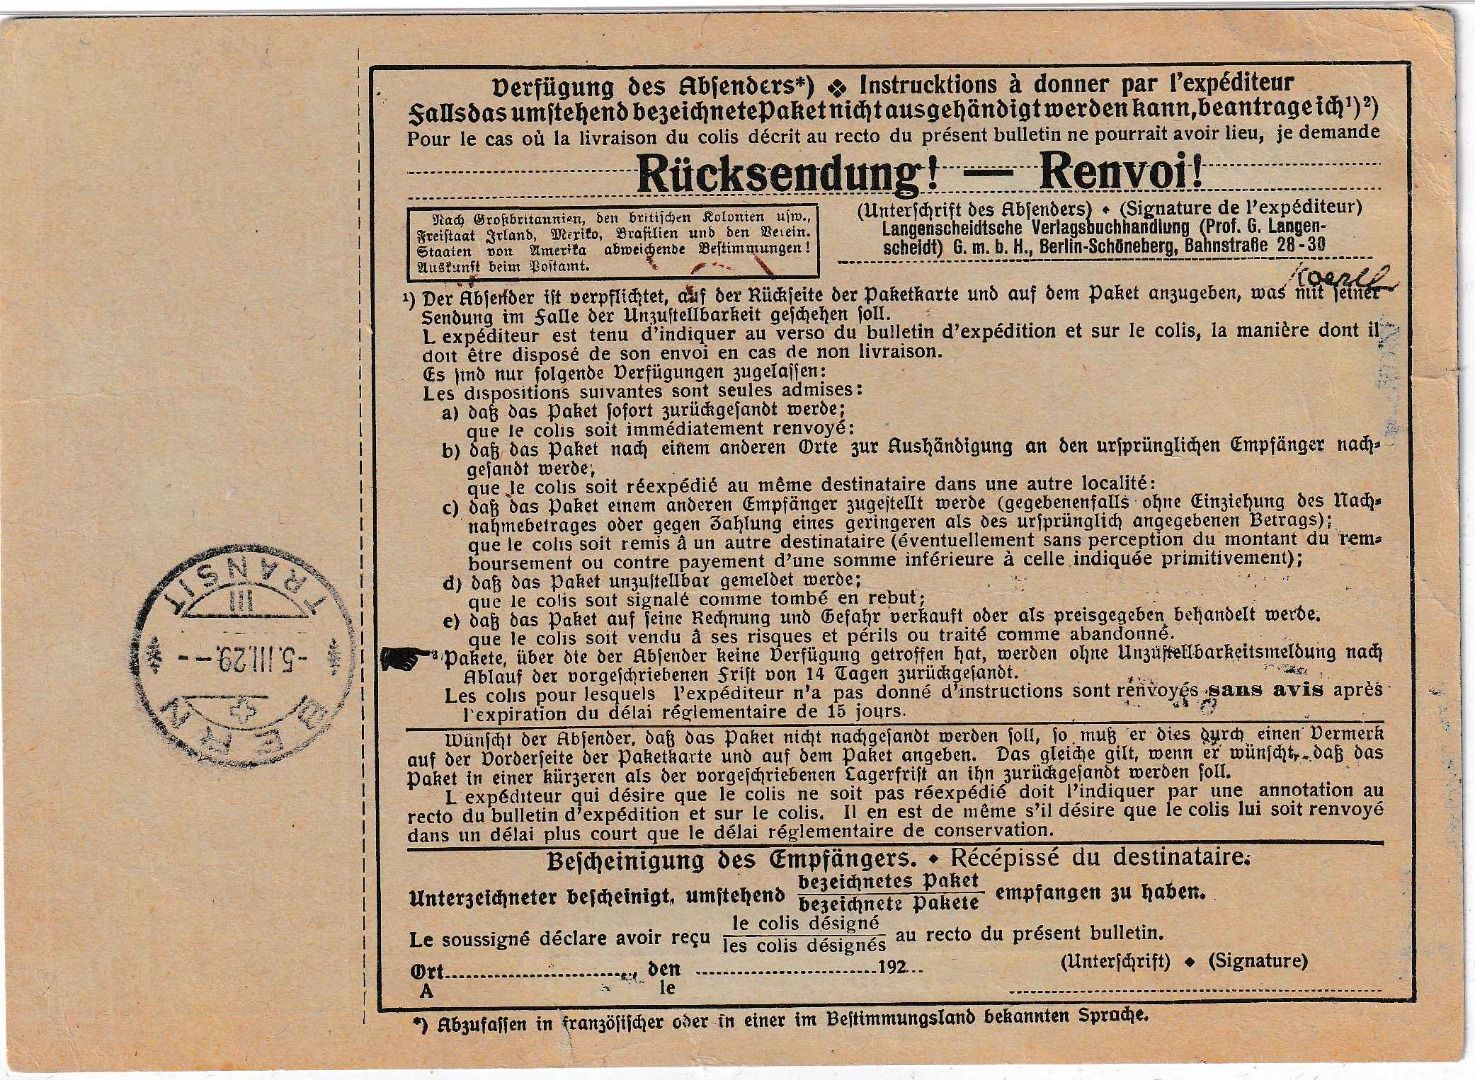 Verfügung des Absenders*) ❖ Instrucktions à donner par l'expéditeur
Falls das umstehend bezeichnete Paket nicht ausgehändigt werden kann, beantrage ich¹)²)
Pour le cas où la livraison du colis décrit au recto du présent bulletin ne pourrait avoir lieu, je demande
Rücksendung! — Renvoi!
Nach Großbritannien, den britischen Kolonien usw.,
Freistaat Irland, Mexiko, Brasilien und den Verein.
Staaten von Amerika abweichende Bestimmungen!
Auskunft beim Postamt.
(Unterschrift des Absenders) ⬥ (Signature de l'expéditeur)
Langenscheidtsche Verlagsbuchhandlung (Prof. G. Langen-
scheidt) G. m. b. H., Berlin-Schöneberg, Bahnstraße 28-30
¹) Der Absender ist verpflichtet, auf der Rückseite der Paketkarte und auf dem Paket anzugeben, was mit seiner
Sendung im Falle der Unzustellbarkeit geschehen soll.
L expéditeur est tenu d'indiquer au verso du bulletin d'expédition et sur le colis, la manière dont il
doit être disposé de son envoi en cas de non livraison.
Es sind nur folgende Verfügungen zugelassen:
Les dispositions suivantes sont seules admises:
a) daß das Paket sofort zurückgesandt werde;
que le colis soit immédiatement renvoyé:
b) daß das Paket nach einem anderen Orte zur Aushändigung an den ursprünglichen Empfänger nach-
gesandt werde;
que le colis soit réexpédié au même destinataire dans une autre localité:
c) daß das Paket einem anderen Empfänger zugestellt werde (gegebenenfalls ohne Einziehung des Nach-
nahmebetrages oder gegen Zahlung eines geringeren als des ursprünglich angegebenen Betrags);
que le colis soit remis â un autre destinataire (éventuellement sans perception du montant du rem-
boursement ou contre payement d'une somme inférieure à celle indiquée primitivement);
d) daß das Paket unzustellbar gemeldet werde;
que le colis soit signalé comme tombé en rebut;
e) daß das Paket auf seine Rechnung und Gefahr verkauft oder als preisgegeben behandelt werde.
que le colis soit vendu â ses risques et périls ou traité comme abandonné.
² Pakete, über die der Absender keine Verfügung getroffen hat, werden ohne Unzustellbarkeitsmeldung nach
Ablauf der vorgeschriebenen Frist von 14 Tagen zurückgesandt.
Les colis pour lesquels l'expéditeur n'a pas donné d'instructions sont renvoyés sans avis après
l'expiration du délai réglementaire de 15 jours.
Wünscht der Absender, daß das Paket nicht nachgesandt werden soll, so muß er dies durch einen Vermerk
auf der Vorderseite der Paketkarte und auf dem Paket angeben. Das gleiche gilt, wenn er wünscht, daß das
Paket in einer kürzeren als der vorgeschriebenen Lagerfrist an ihn zurückgesandt werden soll.
L expéditeur qui désire que le colis ne soit pas réexpédié doit l'indiquer par une annotation au
recto du bulletin d'expédition et sur le colis. Il en est de même s'il désire que le colis lui soit renvoyé
dans un délai plus court que le délai réglementaire de conservation.
Bescheinigung des Empfängers. ⬥ Récépissé du destinataire.
Unterzeichneter bescheinigt, umstehend bezeichnetes Paket
bezeichnete Pakete empfangen zu haben.
Le soussigné déclare avoir reçu le colis désigné
les colis désignés au recto du présent bulletin.
Ort............, den ............192...
A le
(Unterschrift) ⬥ (Signature)
*) Abzufassen in französischer oder in einer im Bestimmungsland bekannten Sprache.
BERN
-5.III.29.-
III
TRANSIT